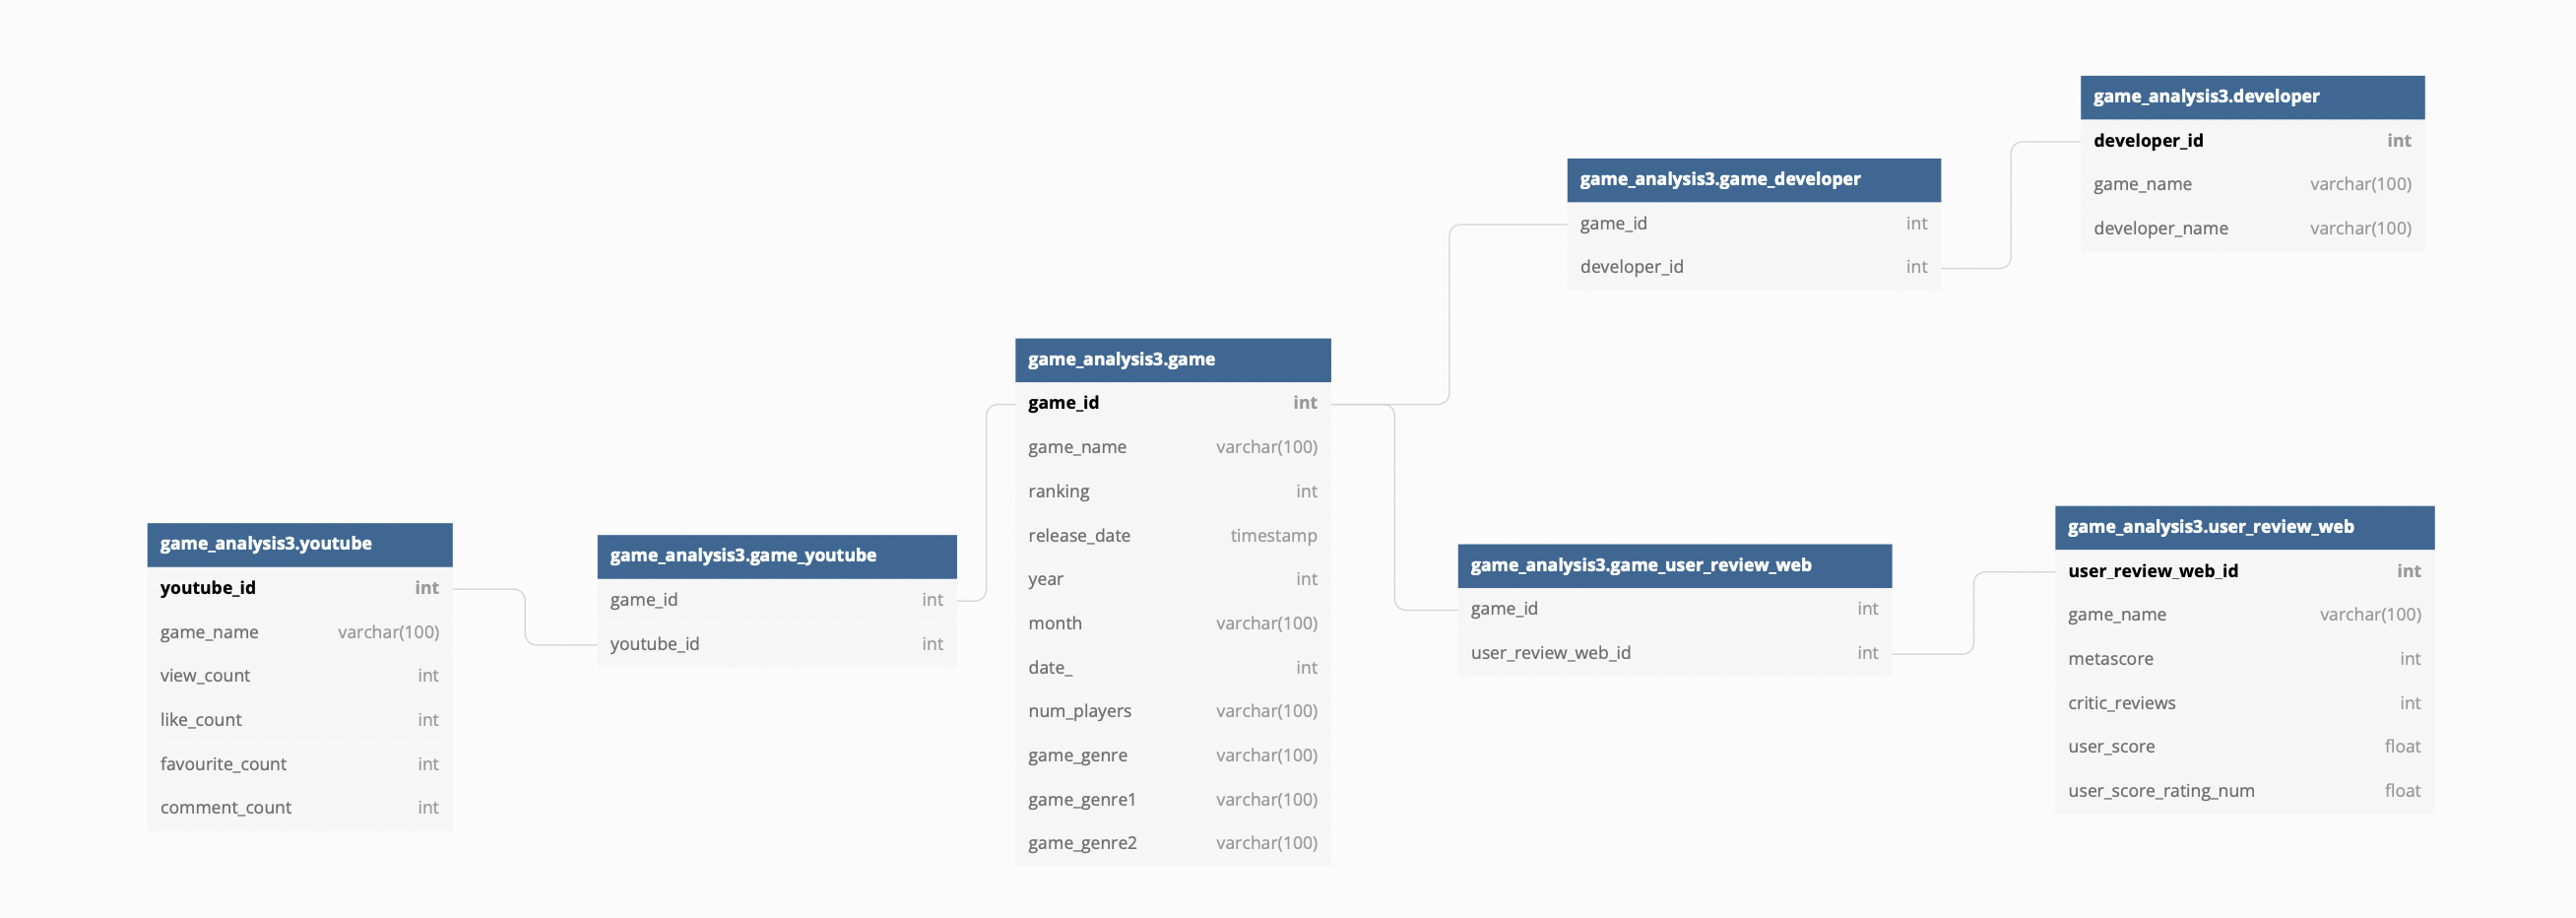 game_analysis3.developer
developer_id int
game_name varchar(100)
developer_name varchar(100)
game_analysis3.game_developer
game_id int
developer_id int
game_analysis3.game
game_id int
game_name varchar(100)
ranking int
release_date timestamp
year int
month varchar(100)
date_ int
num_players varchar(100)
game_genre varchar(100)
game_genre1 varchar(100)
game_genre2 varchar(100)
game_analysis3.youtube
youtube_id int
game_name varchar(100)
view_count int
like_count int
favourite_count int
comment_count int
game_analysis3.game_youtube
game_id int
youtube_id int
game_analysis3.game_user_review_web
game_id int
user_review_web_id int
game_analysis3.user_review_web
user_review_web_id int
game_name varchar(100)
metascore int
critic_reviews int
user_score float
user_score_rating_num float